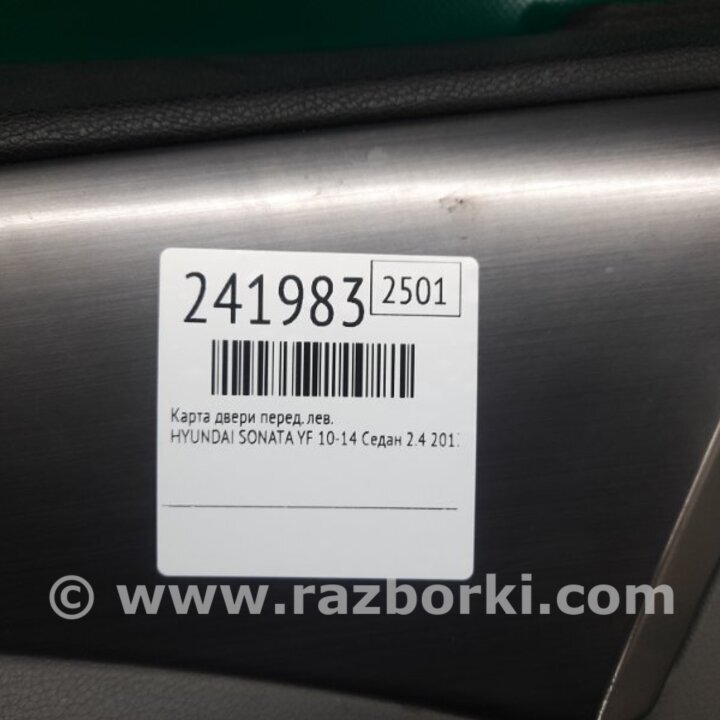 241983 2501
Карта двери перед. лев.
HYUNDAI SONATA YF 10-14 Седан 2.4
© www.razborki.com